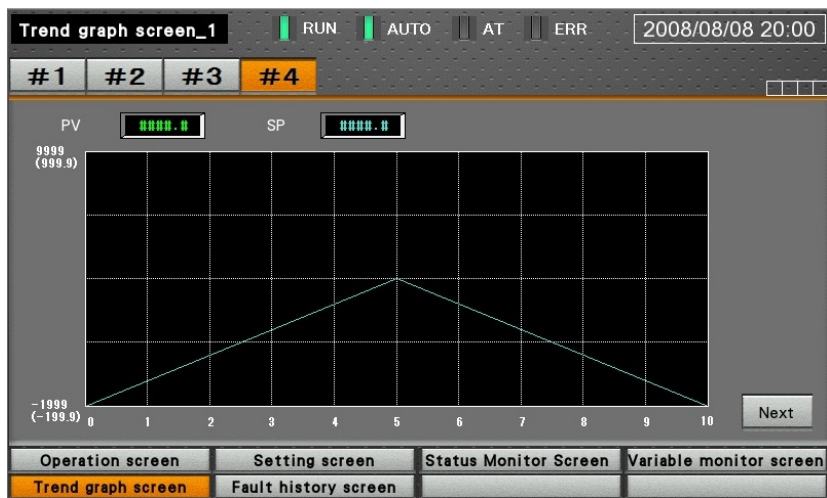 Trend graph screen_1 RUN AUTO AT ERR 2008/08/08 20:00
#1 #2 #3 #4
PV ####.# SP ####.#
9999
(999.9)
-1999
(-199.9)
0 1 2 3 4 5 6 7 8 9 10
Next
Operation screen Setting screen Status Monitor Screen Variable monitor screen
Trend graph screen Fault history screen